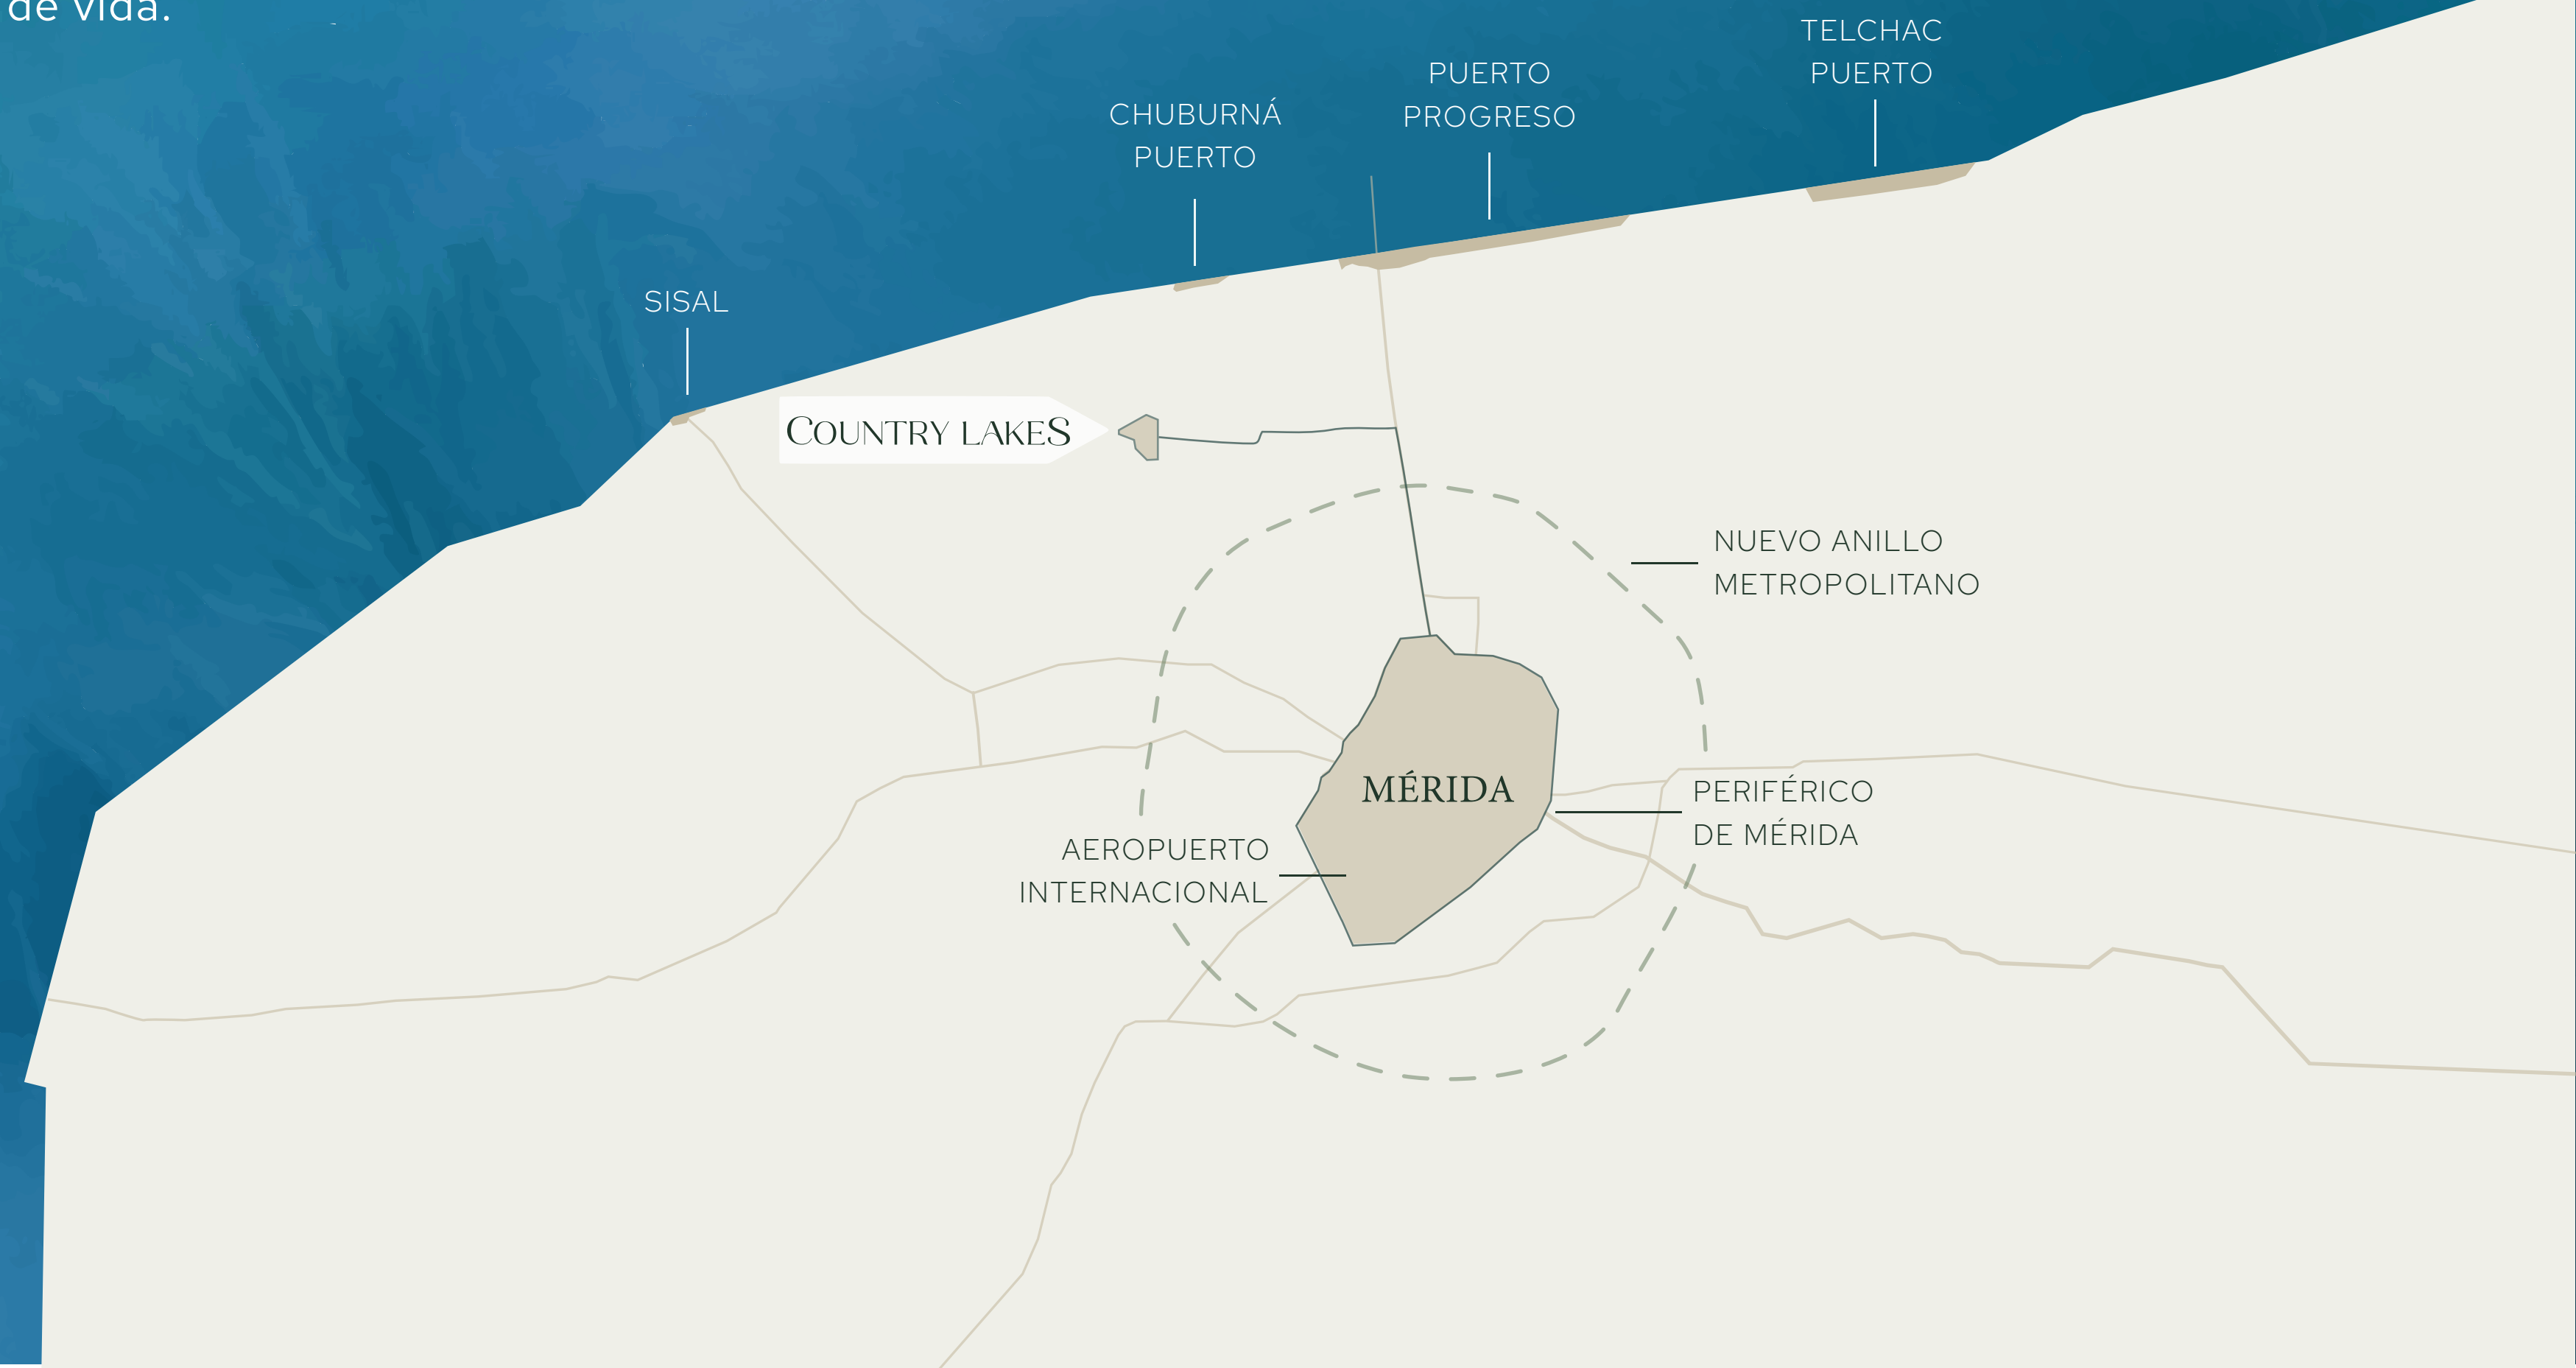 de vida.
TELCHAC
PUERTO
PUERTO
PROGRESO
CHUBURNÁ
PUERTO
SISAL
COUNTRY LAKES
NUEVO ANILLO
METROPOLITANO
MÉRIDA
PERIFÉRICO
DE MÉRIDA
AEROPUERTO
INTERNACIONAL